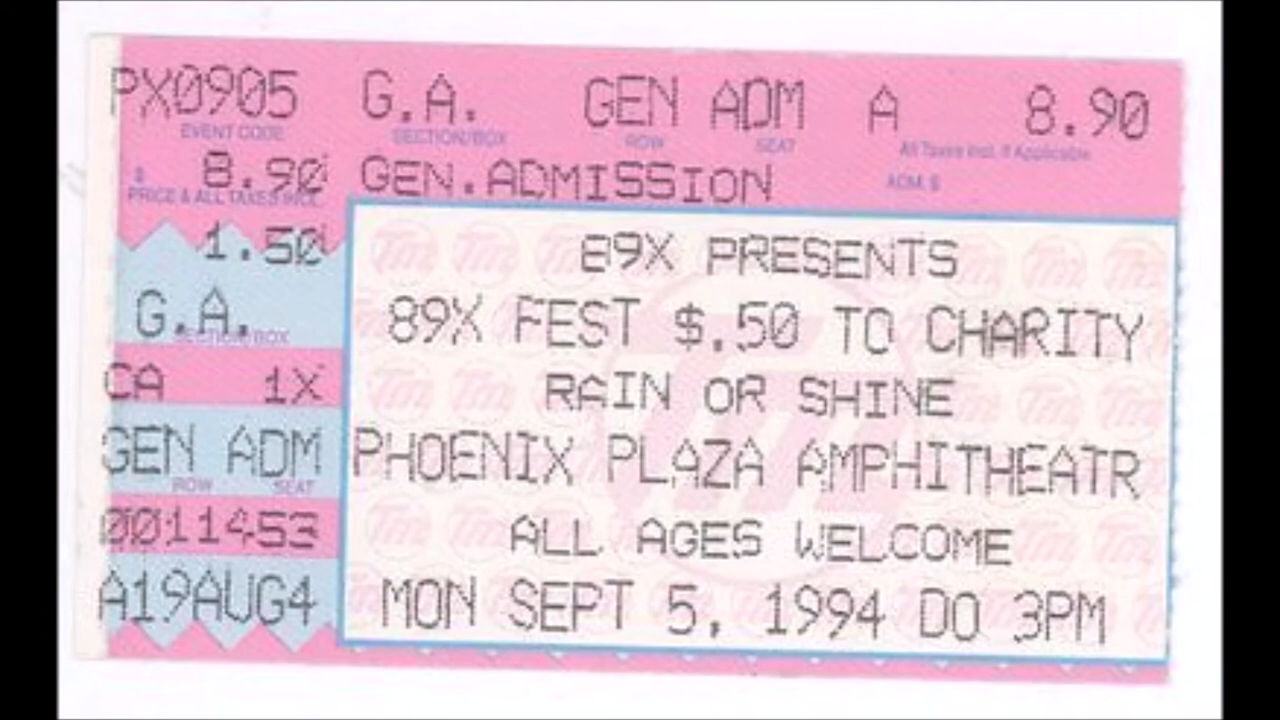 PX0905 G.A. GEN ADM A 8.90
EVENT CODE SECTION/BOX ROW SEAT All Taxes Incl. If Applicable
$ 8.90 GEN.ADMISSION ADM. $
PRICE & ALL TAXES INCL.
1.50
G.A.
SECTION/BOX
CA 1X
GEN ADM
ROW SEAT
0011453
A19AUG4
89X PRESENTS
89X FEST $.50 TO CHARITY
RAIN OR SHINE
PHOENIX PLAZA AMPHITHEATR
ALL AGES WELCOME
MON SEPT 5, 1994 DO 3PM